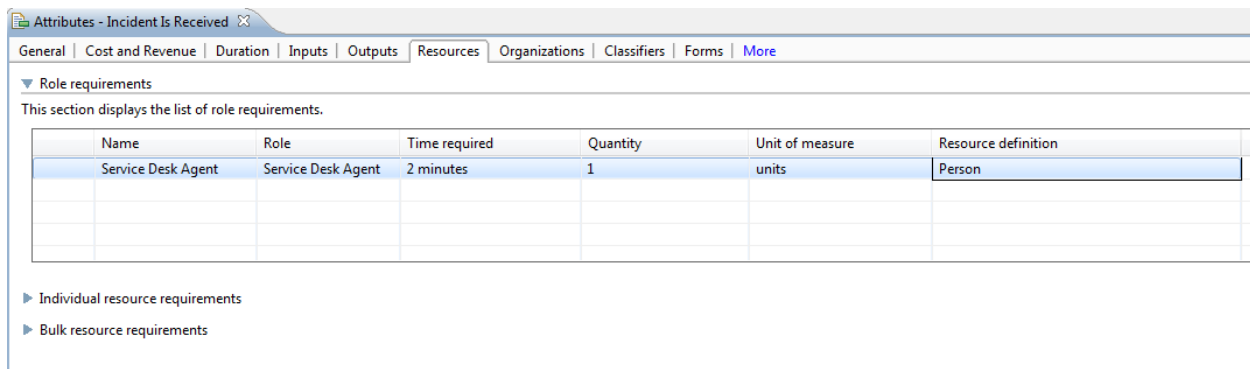 Attributes - Incident Is Received
General | Cost and Revenue | Duration | Inputs | Outputs | Resources | Organizations | Classifiers | Forms | More
Role requirements
This section displays the list of role requirements.
Name Role Time required Quantity Unit of measure Resource definition
Service Desk Agent Service Desk Agent 2 minutes 1 units Person
Individual resource requirements
Bulk resource requirements